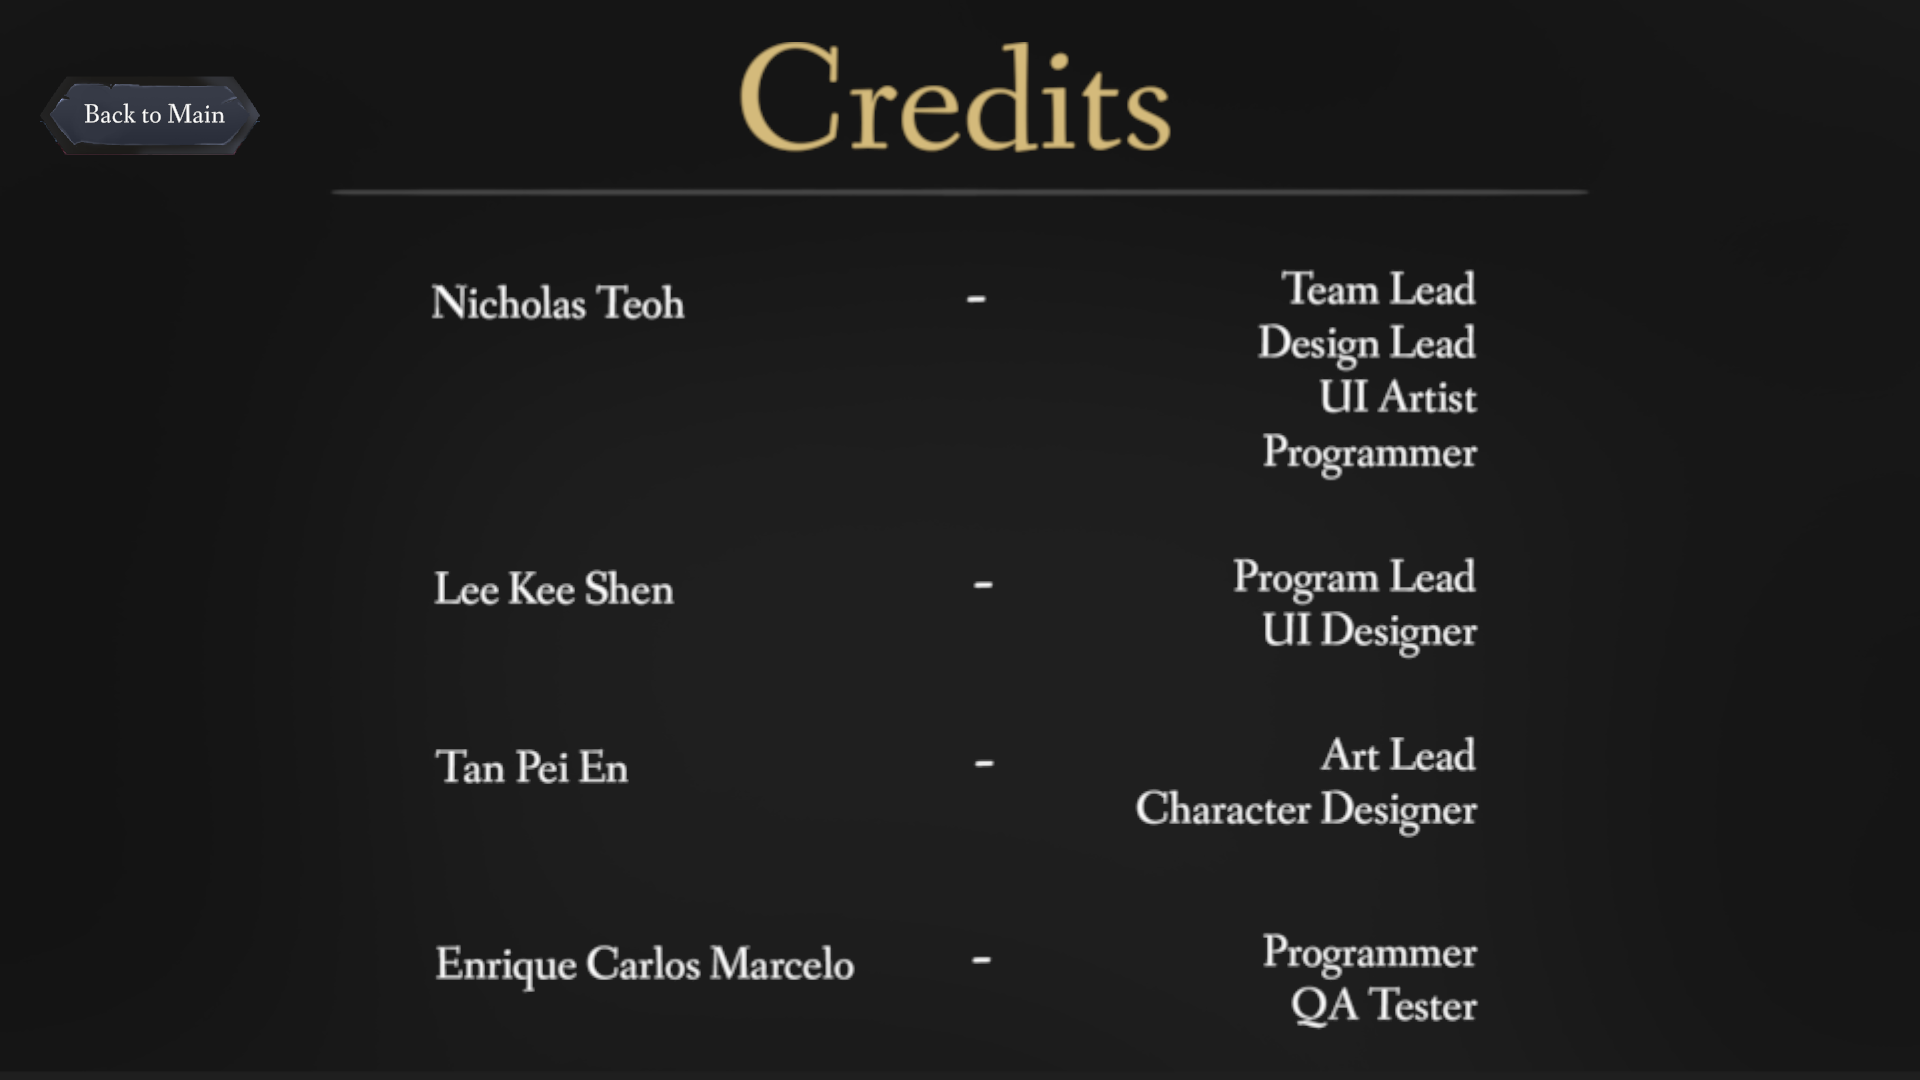 Credits
Back to Main
Nicholas Teoh - Team Lead
Design Lead
UI Artist
Programmer
Lee Kee Shen - Program Lead
UI Designer
Tan Pei En - Art Lead
Character Designer
Enrique Carlos Marcelo - Programmer
QA Tester